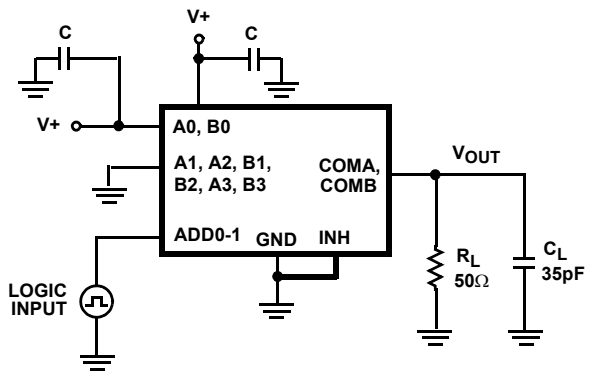 V+
C
C
V+
A0, B0
A1, A2, B1,
B2, A3, B3
COMA,
COMB
VOUT
ADD0-1
GND
INH
LOGIC
INPUT
RL
50Ω
CL
35pF